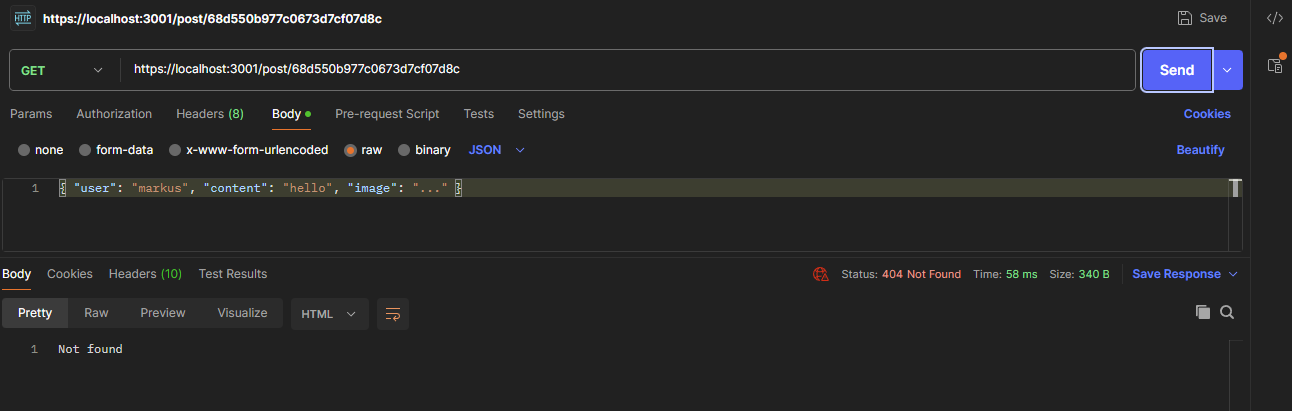 HTTP https://localhost:3001/post/68d550b977c0673d7cf07d8c Save
GET https://localhost:3001/post/68d550b977c0673d7cf07d8c Send
Params Authorization Headers (8) Body Pre-request Script Tests Settings Cookies
none form-data x-www-form-urlencoded raw binary JSON Beautify
1 { "user": "markus", "content": "hello", "image": "..." }
Body Cookies Headers (10) Test Results Status: 404 Not Found Time: 58 ms Size: 340 B Save Response
Pretty Raw Preview Visualize HTML
1 Not found